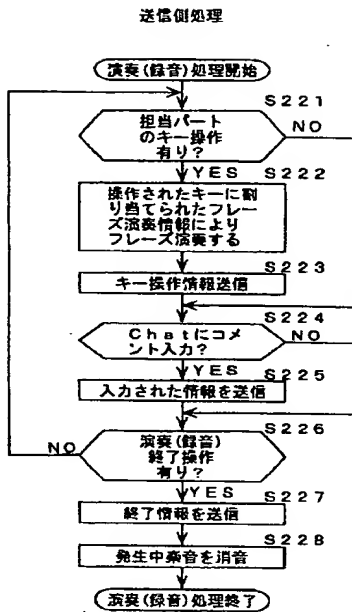 送信側処理
演奏(録音)処理開始
S221
担当パート
のキー操作
有り?
NO
YES
S222
操作されたキーに割
り当てられたフレー
ズ演奏情報により
フレーズ演奏する
S223
キー操作情報送信
S224
Chatにコメ
ント入力?
NO
YES
S225
入力された情報を送信
S226
演奏(録音)
終了操作
有り?
NO
YES
S227
終了情報を送信
S228
発生中楽音を消音
演奏(録音)処理終了